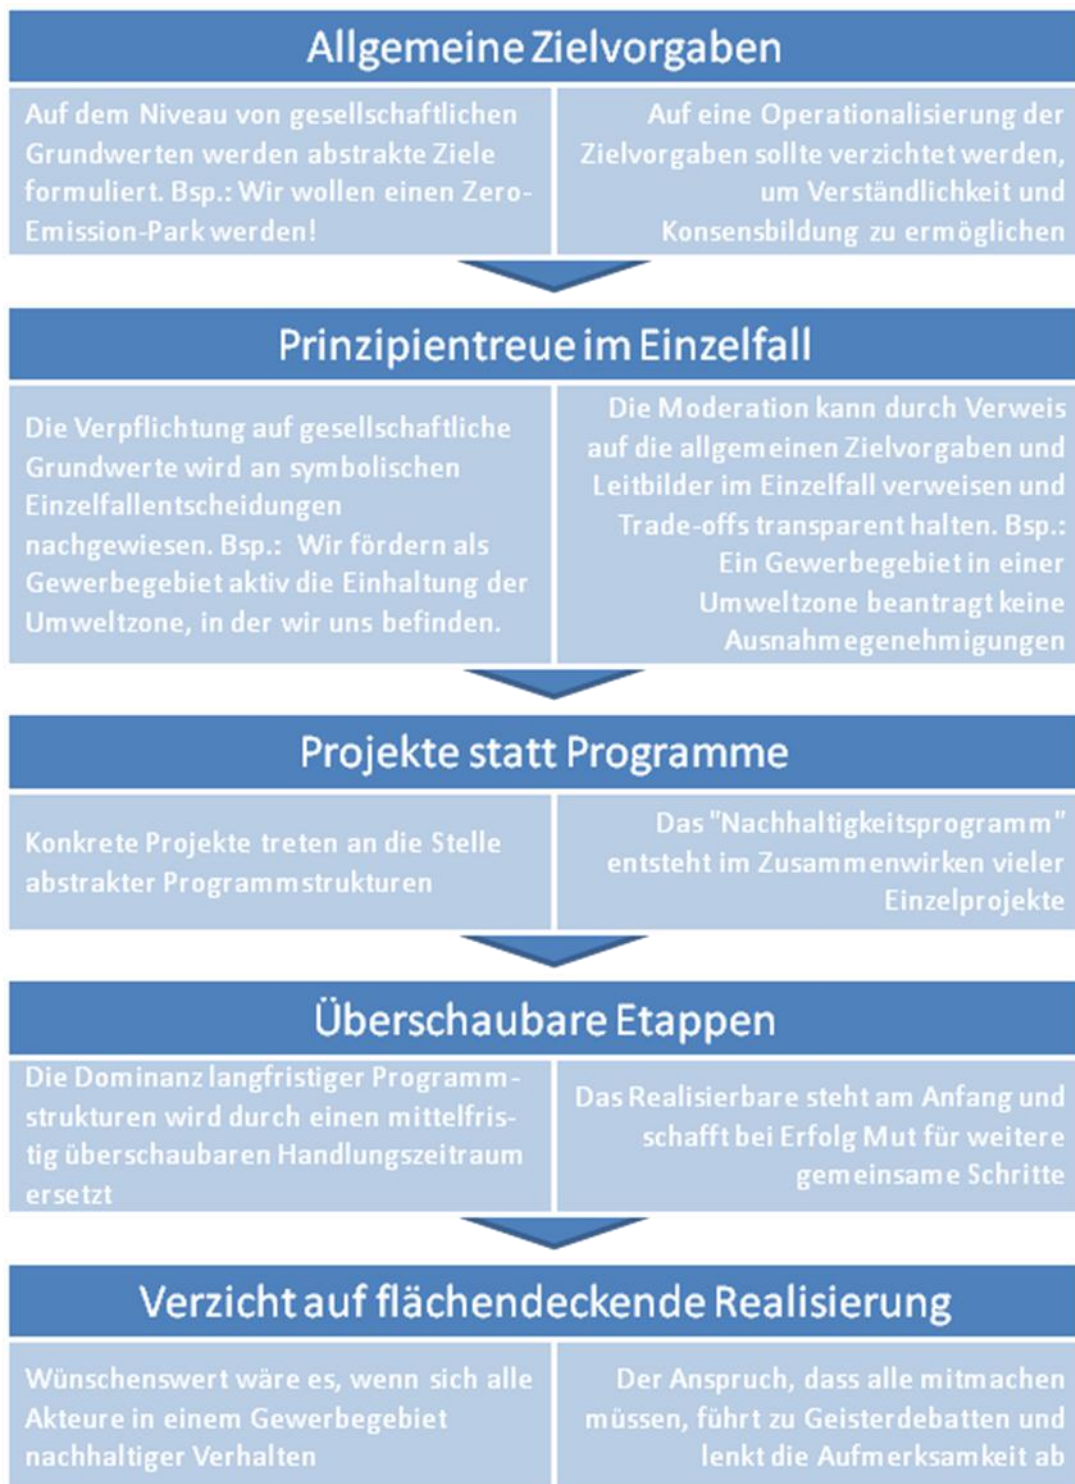 Allgemeine Zielvorgaben
Auf dem Niveau von gesellschaftlichen
Grundwerten werden abstrakte Ziele
formuliert. Bsp.: Wir wollen einen Zero-
Emission-Park werden!
Auf eine Operationalisierung der
Zielvorgaben sollte verzichtet werden,
um Verständlichkeit und
Konsensbildung zu ermöglichen
Prinzipientreue im Einzelfall
Die Verpflichtung auf gesellschaftliche
Grundwerte wird an symbolischen
Einzelfallentscheidungen
nachgewiesen. Bsp.: Wir fördern als
Gewerbegebiet aktiv die Einhaltung der
Umweltzone, in der wir uns befinden.
Die Moderation kann durch Verweis
auf die allgemeinen Zielvorgaben und
Leitbilder im Einzelfall verweisen und
Trade-offs transparent halten. Bsp.:
Ein Gewerbegebiet in einer
Umweltzone beantragt keine
Ausnahmegenehmigungen
Projekte statt Programme
Konkrete Projekte treten an die Stelle
abstrakter Programmstrukturen
Das "Nachhaltigkeitsprogramm"
entsteht im Zusammenwirken vieler
Einzelprojekte
Überschaubare Etappen
Die Dominanz langfristiger Programm-
strukturen wird durch einen mittelfris-
tig überschaubaren Handlungszeitraum
ersetzt
Das Realisierbare steht am Anfang und
schafft bei Erfolg Mut für weitere
gemeinsame Schritte
Verzicht auf flächendeckende Realisierung
Wünschenswert wäre es, wenn sich alle
Akteure in einem Gewerbegebiet
nachhaltiger Verhalten
Der Anspruch, dass alle mitmachen
müssen, führt zu Geisterdebatten und
lenkt die Aufmerksamkeit ab